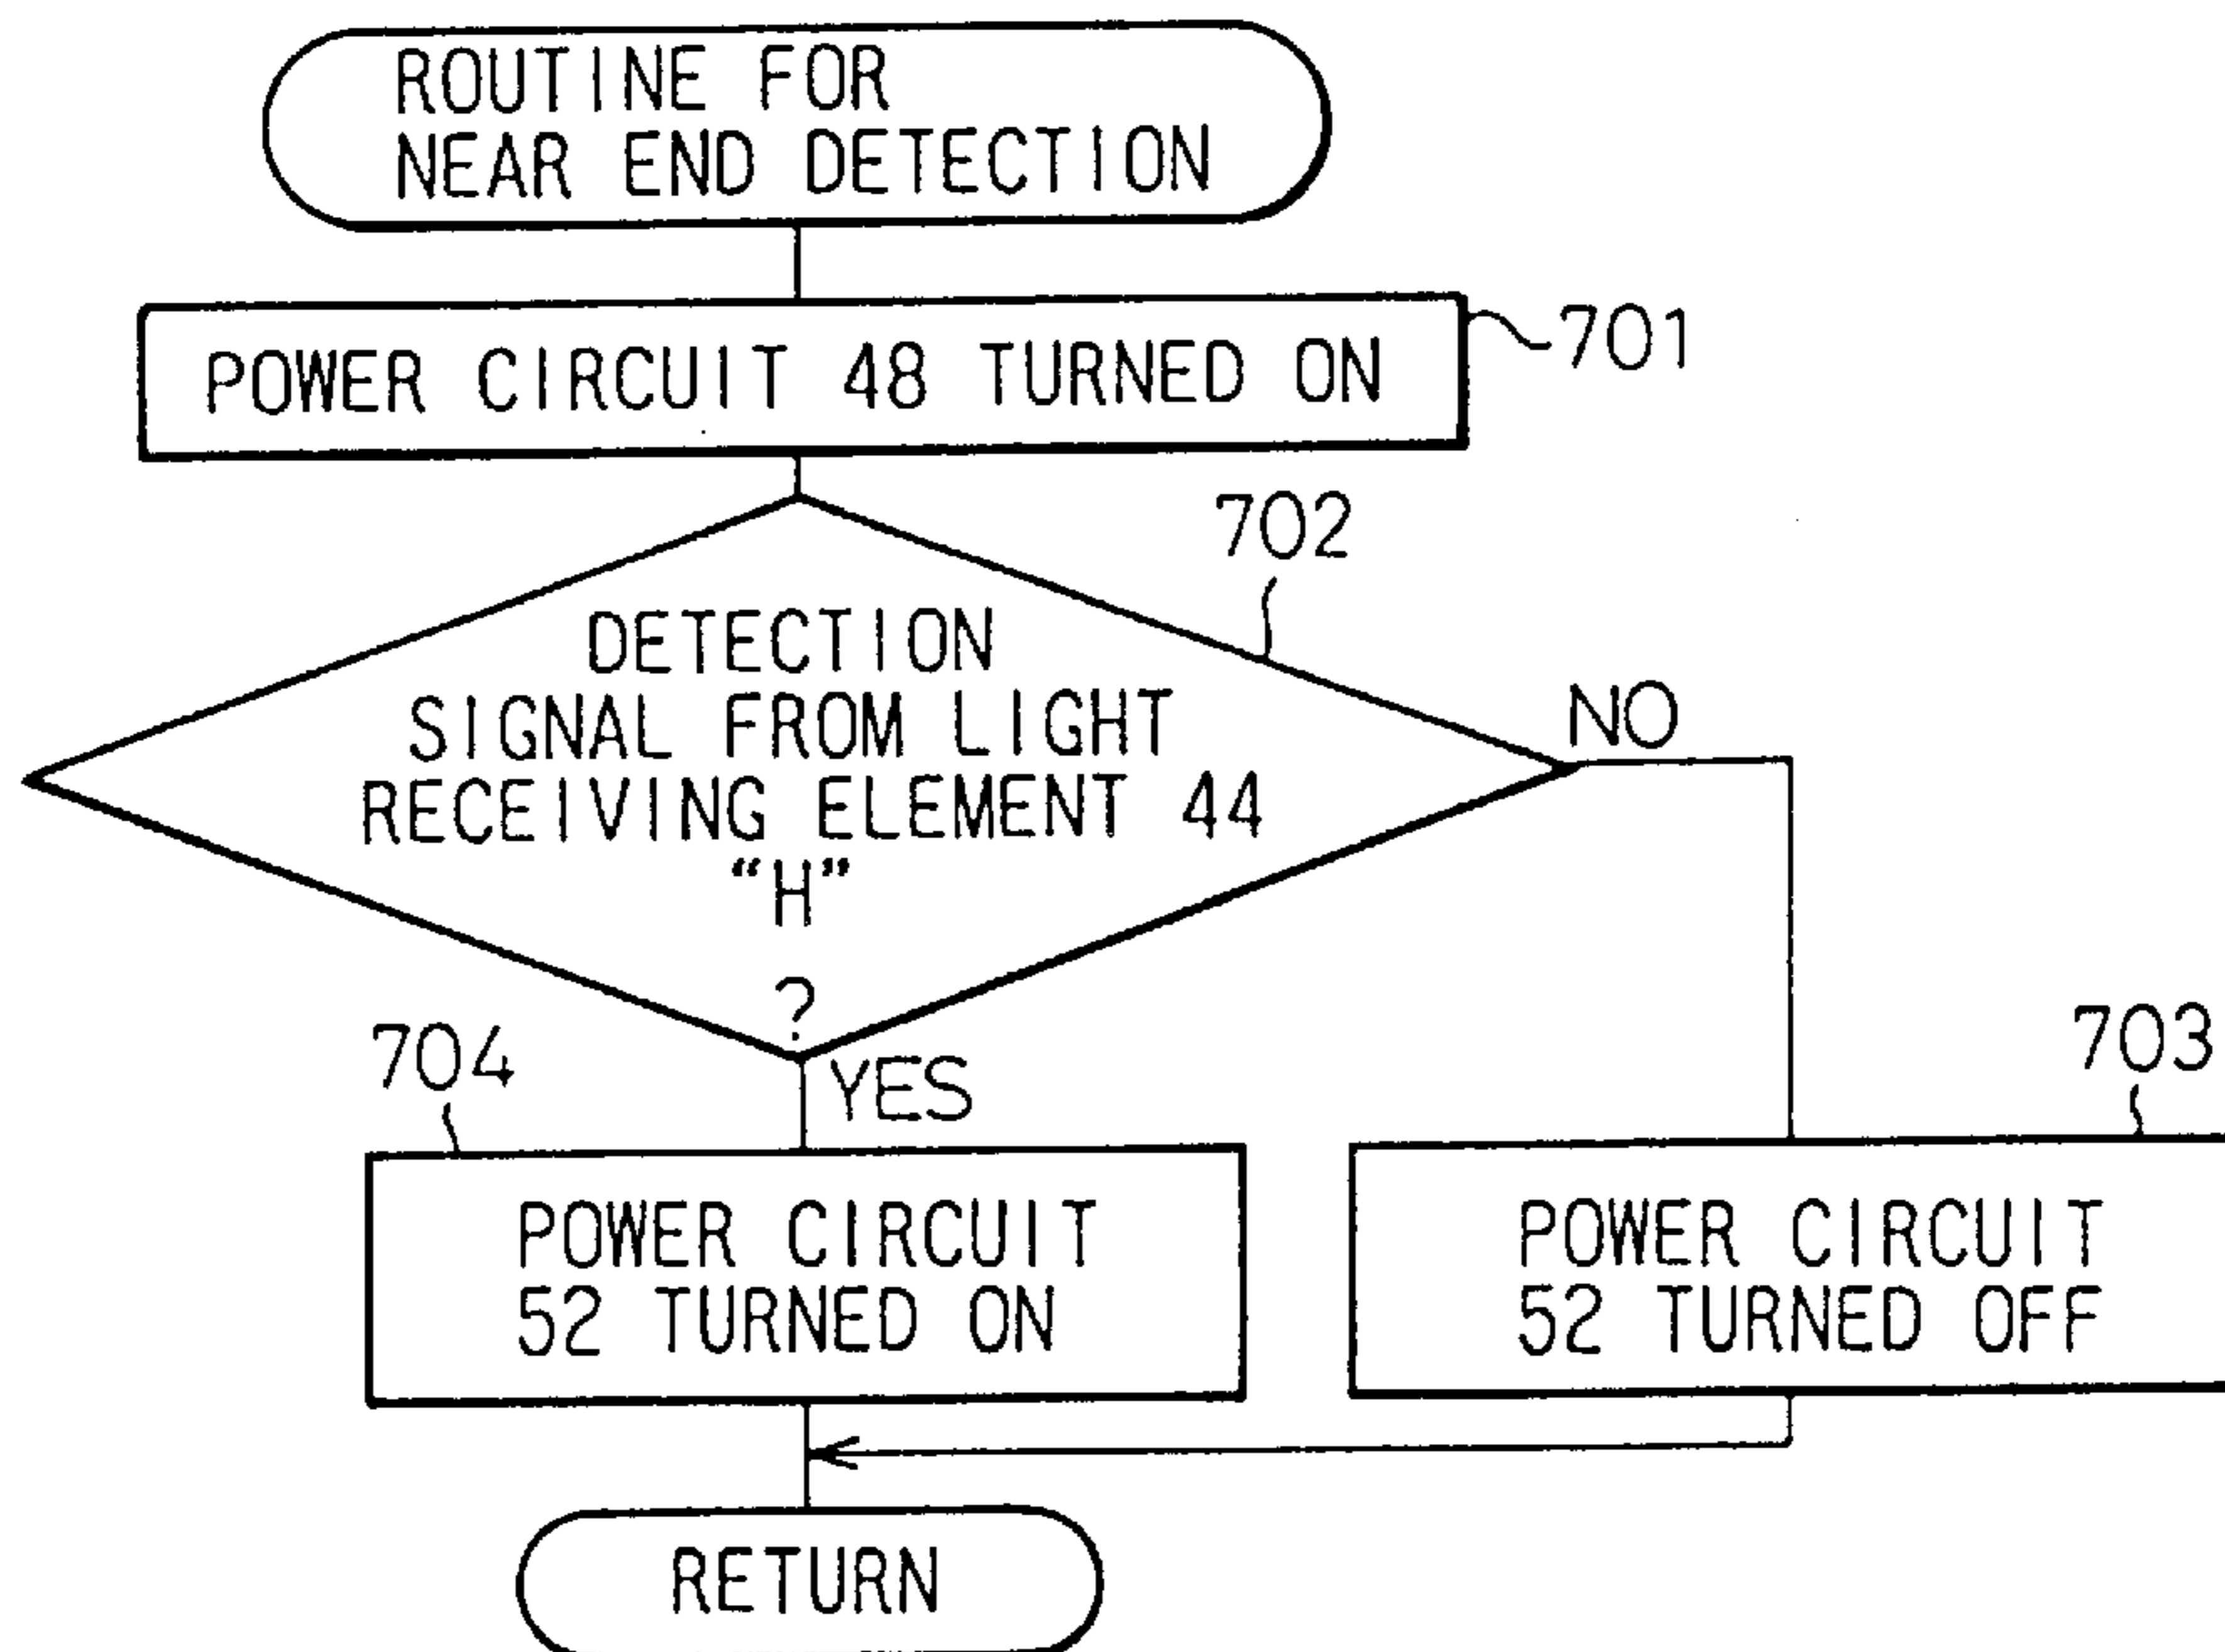 ROUTINE FOR
NEAR END DETECTION
POWER CIRCUIT 48 TURNED ON
701
702
DETECTION
SIGNAL FROM LIGHT
RECEIVING ELEMENT 44
“H”
?
NO
YES
704
703
POWER CIRCUIT
52 TURNED ON
POWER CIRCUIT
52 TURNED OFF
RETURN